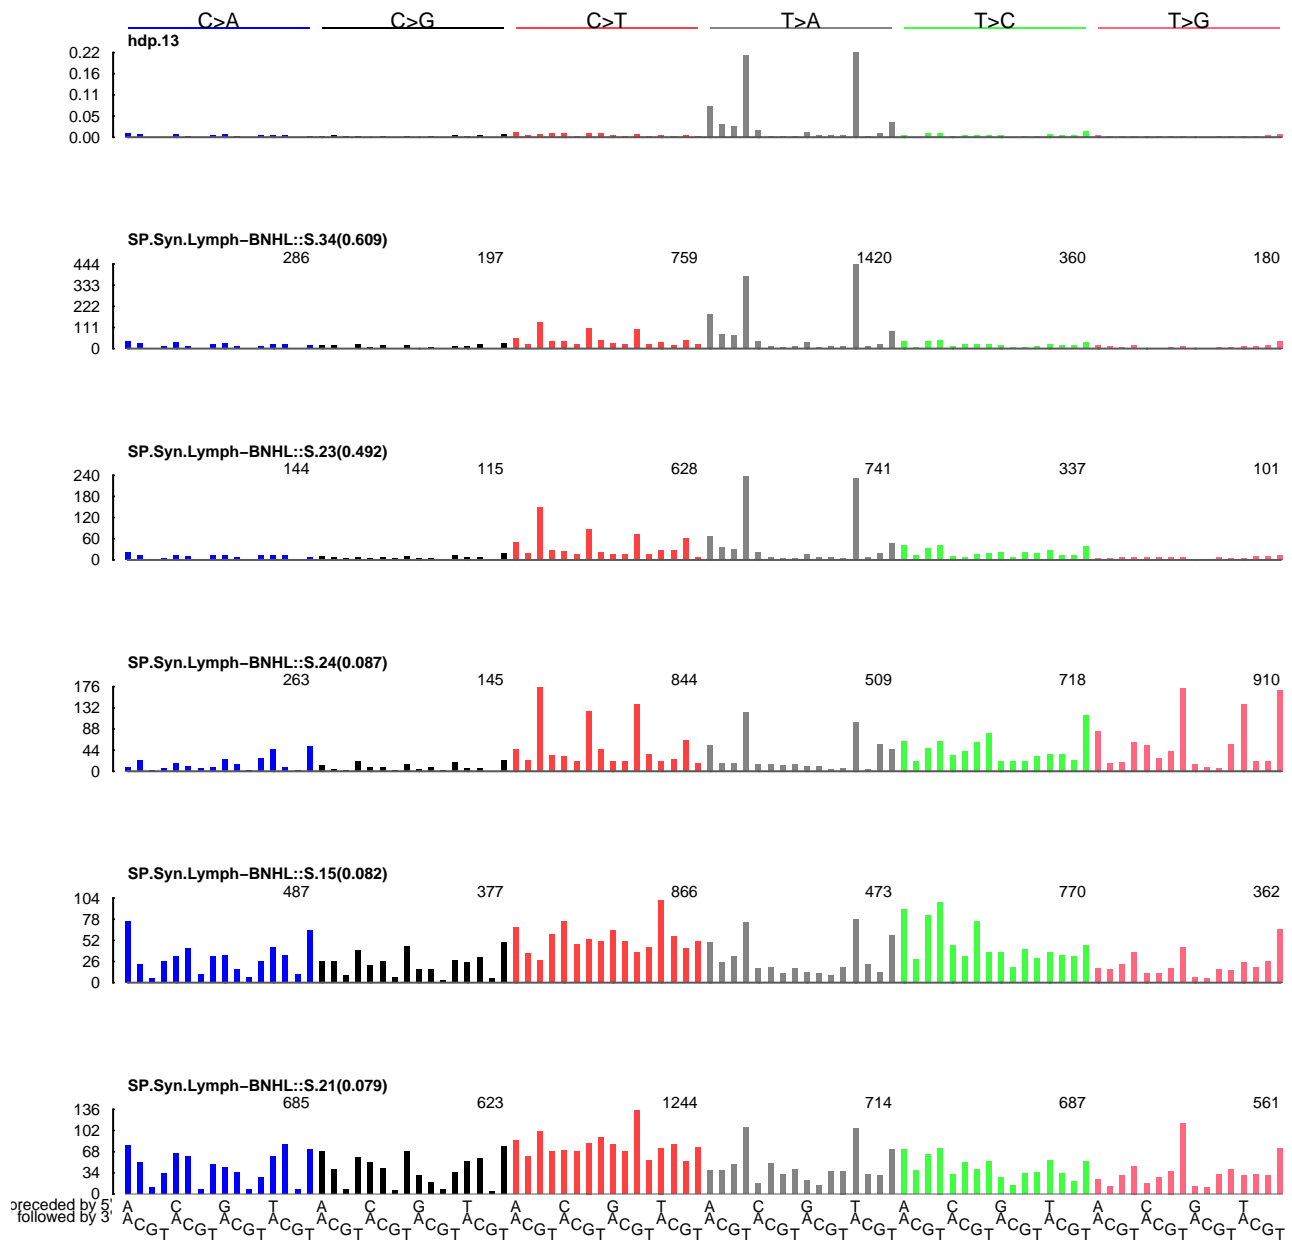 C>A C>G C>T T>A T>C T>G
hdp.13
0.22
0.16
0.11
0.05
0.00
SP.Syn.Lymph−BNHL::S.34(0.609)
286 197 759 1420 360 180
444
333
222
111
0
SP.Syn.Lymph−BNHL::S.23(0.492)
144 115 628 741 337 101
240
180
120
60
0
SP.Syn.Lymph−BNHL::S.24(0.087)
263 145 844 509 718 910
176
132
88
44
0
SP.Syn.Lymph−BNHL::S.15(0.082)
487 377 866 473 770 362
104
78
52
26
0
SP.Syn.Lymph−BNHL::S.21(0.079)
685 623 1244 714 687 561
136
102
68
34
0
preceded by 5' A C G T A C G T A C G T A C G T A C G T A C G T
followed by 3' A C G T A C G T A C G T A C G T A C G T A C G T A C G T A C G T A C G T A C G T A C G T A C G T A C G T A C G T A C G T A C G T A C G T A C G T A C G T A C G T A C G T A C G T A C G T A C G T